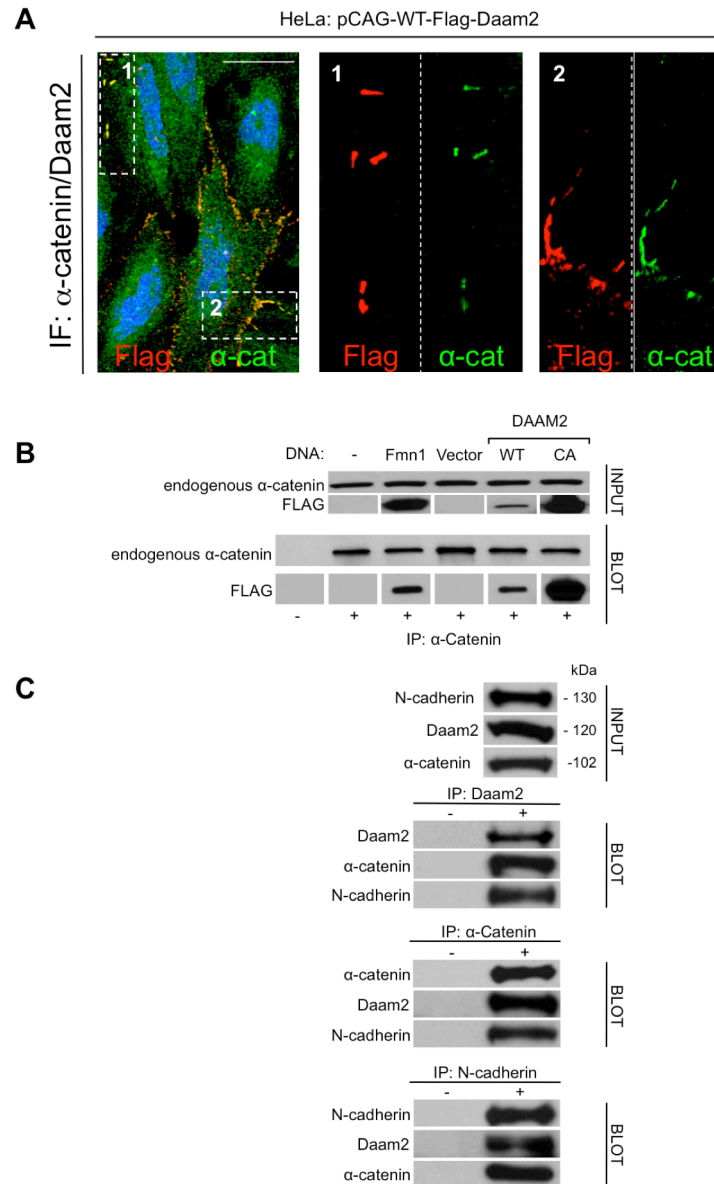 A
HeLa: pCAG-WT-Flag-Daam2
IF: α-catenin/Daam2
1
2
Flag α-cat
1
Flag α-cat
2
Flag α-cat
B
DAAM2
DNA: - Fmn1 Vector WT CA
endogenous α-catenin
FLAG
INPUT
endogenous α-catenin
FLAG
BLOT
- + + + + +
IP: α-Catenin
C
kDa
N-cadherin - 130
Daam2 - 120
α-catenin -102
INPUT
IP: Daam2
- +
Daam2
α-catenin
N-cadherin
BLOT
IP: α-Catenin
- +
α-catenin
Daam2
N-cadherin
BLOT
IP: N-cadherin
- +
N-cadherin
Daam2
α-catenin
BLOT